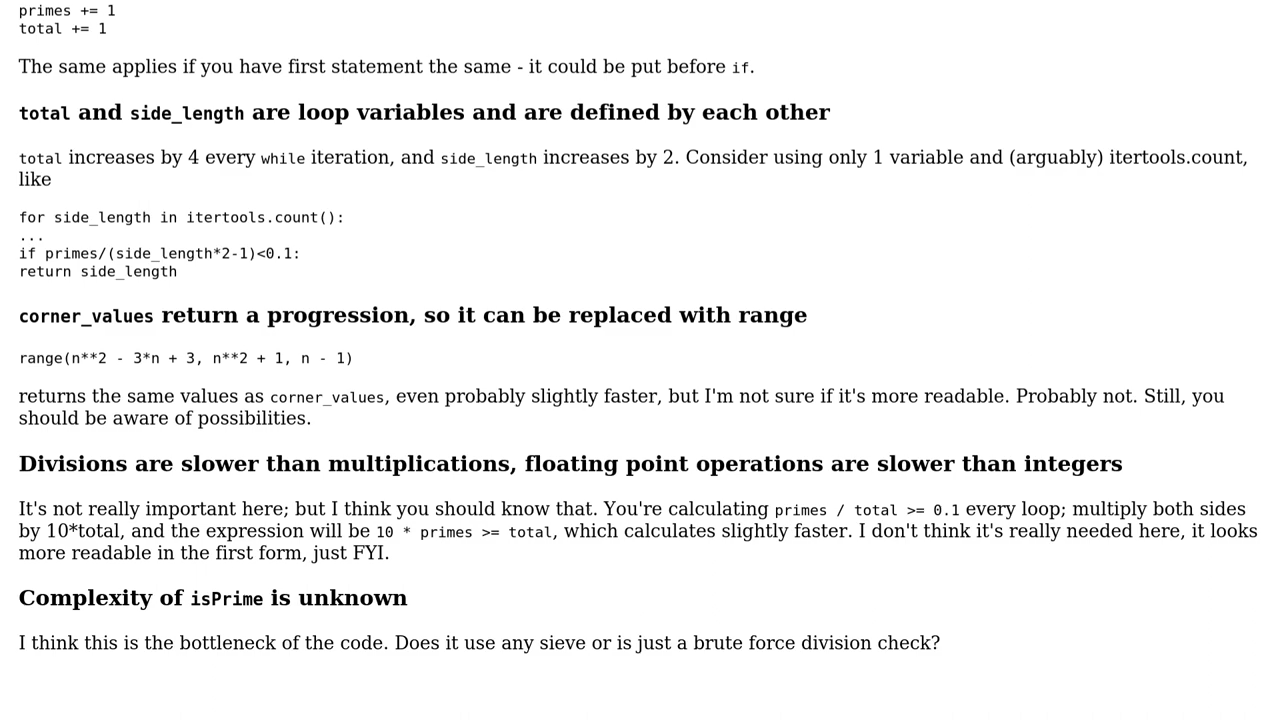 primes += 1
total += 1
The same applies if you have first statement the same - it could be put before if.
total and side_length are loop variables and are defined by each other
total increases by 4 every while iteration, and side_length increases by 2. Consider using only 1 variable and (arguably) itertools.count,
like
for side_length in itertools.count():
...
if primes/(side_length*2-1)<0.1:
return side_length
corner_values return a progression, so it can be replaced with range
range(n**2 - 3*n + 3, n**2 + 1, n - 1)
returns the same values as corner_values, even probably slightly faster, but I'm not sure if it's more readable. Probably not. Still, you
should be aware of possibilities.
Divisions are slower than multiplications, floating point operations are slower than integers
It's not really important here; but I think you should know that. You're calculating primes / total >= 0.1 every loop; multiply both sides
by 10*total, and the expression will be 10 * primes >= total, which calculates slightly faster. I don't think it's really needed here, it looks
more readable in the first form, just FYI.
Complexity of isPrime is unknown
I think this is the bottleneck of the code. Does it use any sieve or is just a brute force division check?